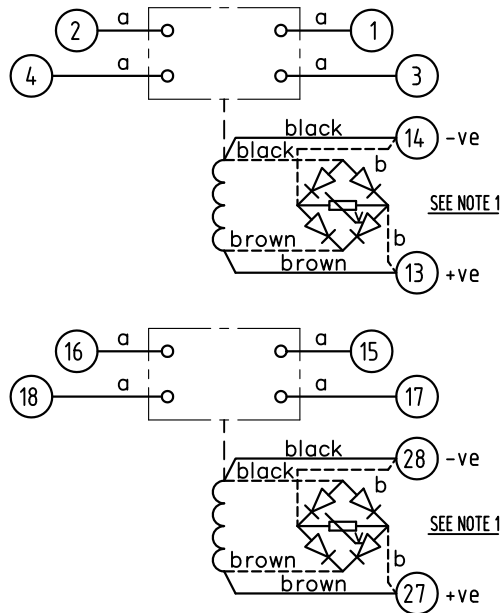 2 a a 1
4 a a 3
black
14 -ve
black
b
V
SEE NOTE 1
brown
b
brown
13 +ve
16 a a 15
18 a a 17
black
28 -ve
black
b
V
SEE NOTE 1
brown
b
brown
27 +ve